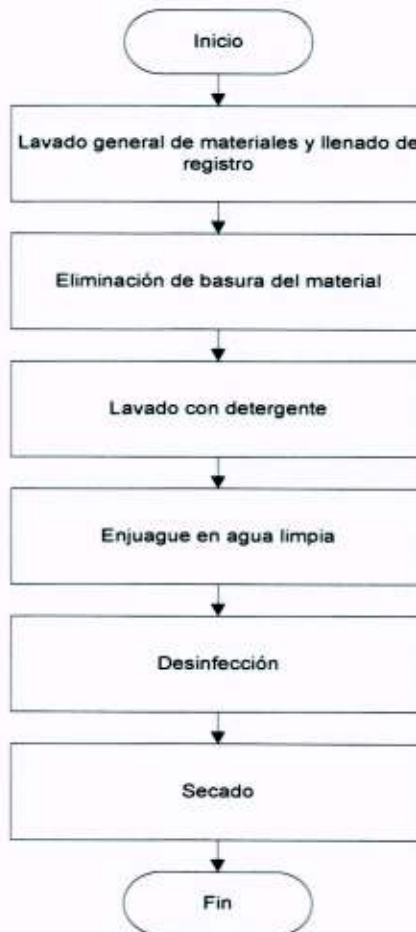 Inicio
Lavado general de materiales y llenado de
registro
Eliminación de basura del material
Lavado con detergente
Enjuague en agua limpia
Desinfección
Secado
Fin